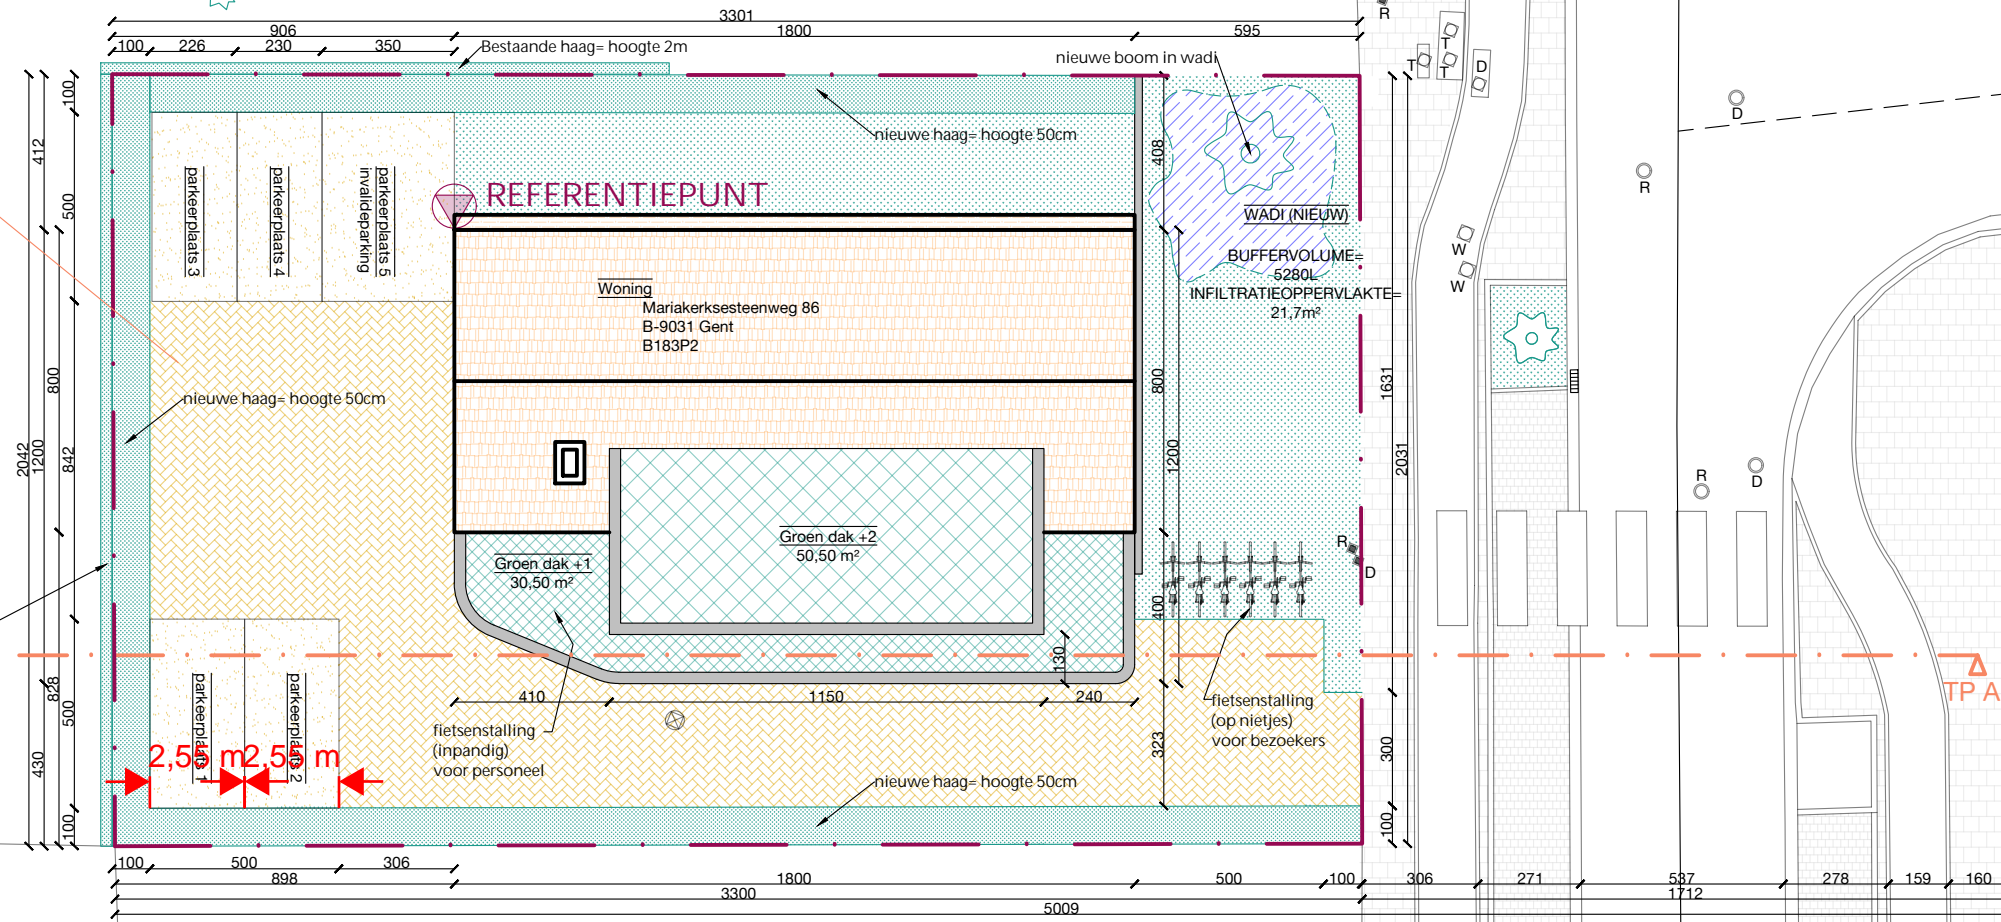 3301
906
1800
595
100
226
230
350
Bestaande haag= hoogte 2m
nieuwe boom in wadi
nieuwe haag= hoogte 50cm
REFERENTIEPUNT
parkeerplaats 3
parkeerplaats 4
parkeerplaats 5
invalideparking
Woning
Mariakerksesteenweg 86
B-9031 Gent
B183P2
WADI (NIEUW)
BUFFERVOLUME=
5280L
INFILTRATIEOPPERVLAKTE=
21,7m²
nieuwe haag= hoogte 50cm
Groen dak +2
50,50 m²
Groen dak +1
30,50 m²
parkeerplaats 1
parkeerplaats 2
2,55 m
2,55 m
fietsenstalling
(inpandig)
voor personeel
fietsenstalling
(op nietjes)
voor bezoekers
nieuwe haag= hoogte 50cm
410
1150
240
130
100
412
500
800
842
1200
2042
828
500
430
100
408
800
1200
400
323
1631
2031
300
100
R
T
T
T
D
D
R
W
W
R
D
R
D
TP A
100
500
306
898
1800
500
100
306
271
537
278
159
160
3300
1712
5009